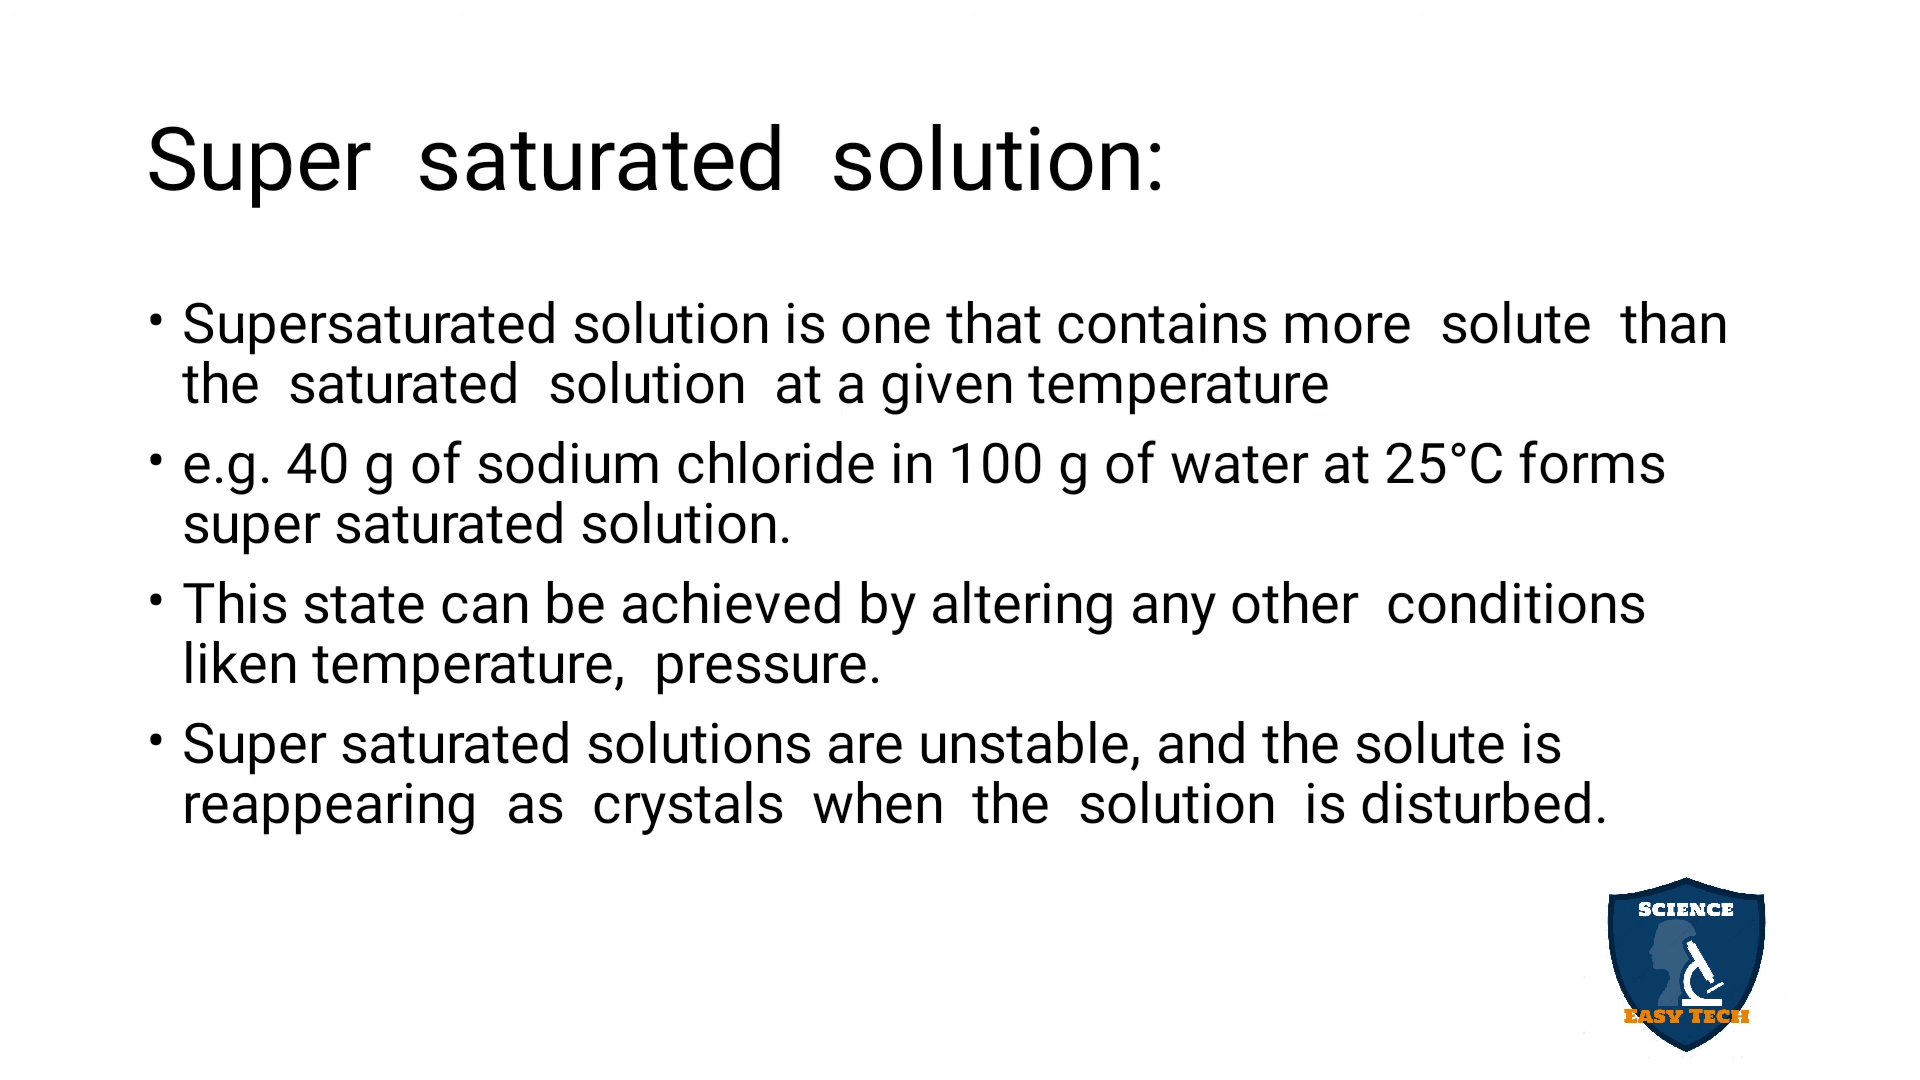 Super saturated solution:
• Supersaturated solution is one that contains more solute than
the saturated solution at a given temperature
• e.g. 40 g of sodium chloride in 100 g of water at 25°C forms
super saturated solution.
• This state can be achieved by altering any other conditions
liken temperature, pressure.
• Super saturated solutions are unstable, and the solute is
reappearing as crystals when the solution is disturbed.
SCIENCE
EASY TECH